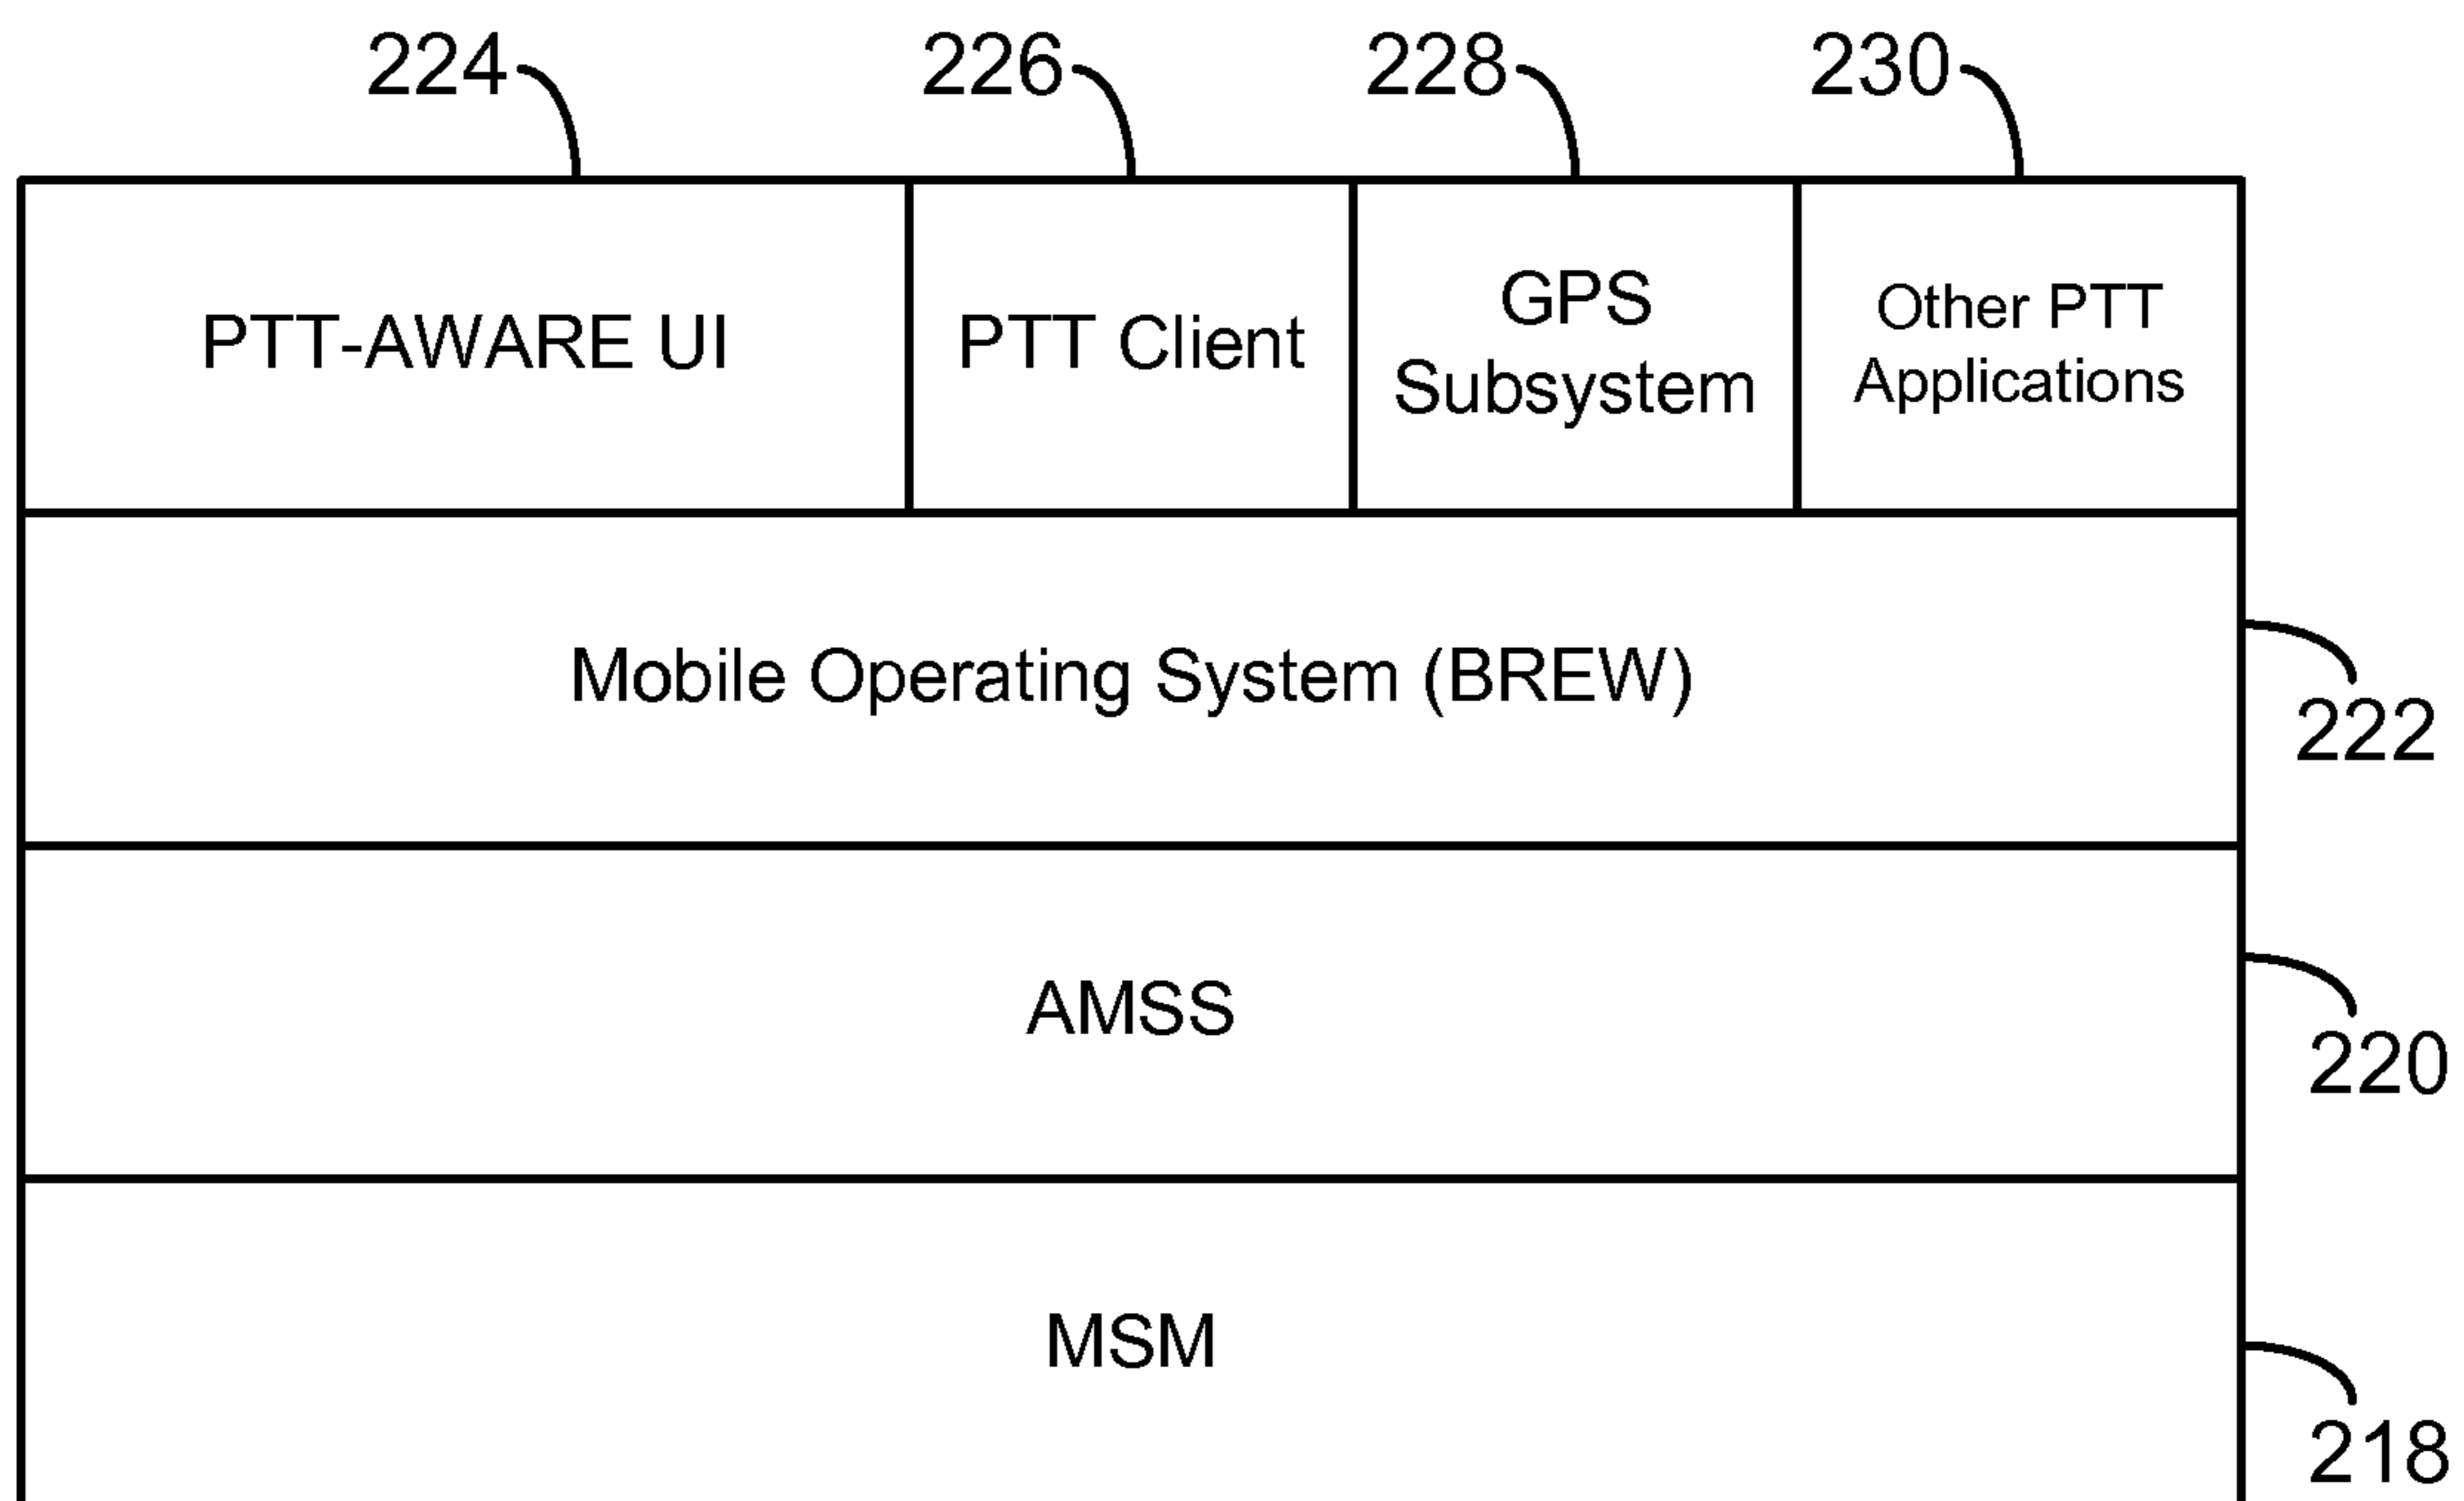 224
226
228
230
PTT-AWARE UI
PTT Client
GPS
Subsystem
Other PTT
Applications
Mobile Operating System (BREW)
222
AMSS
220
MSM
218